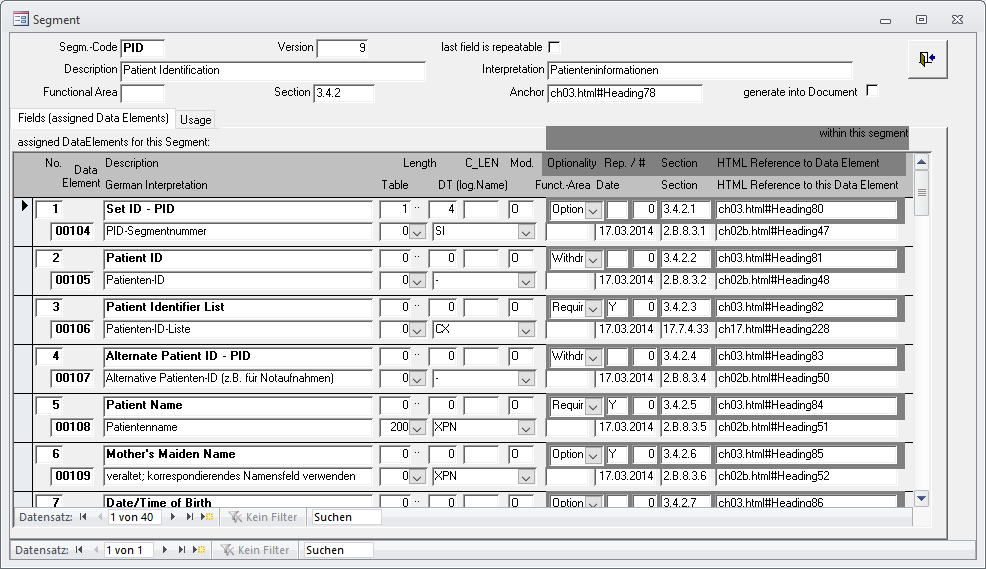 Segment
Segm.-Code PID Version 9 last field is repeatable
Description Patient Identification Interpretation Patienteninformationen
Functional Area Section 3.4.2 Anchor ch03.html#Heading78 generate into Document
Fields (assigned Data Elements) Usage
assigned DataElements for this Segment: within this segment
No. Data Element Description Length C_LEN Mod. Optionality Rep. / # Section HTML Reference to Data Element
German Interpretation Table DT (log.Name) Funct.-Area Date Section HTML Reference to this Data Element
1 Set ID - PID 1 .. 4 0 Option 0 3.4.2.1 ch03.html#Heading80
00104 PID-Segmentnummer 0 SI 17.03.2014 2.B.8.3.1 ch02b.html#Heading47
2 Patient ID 0 .. 0 0 Withdr 0 3.4.2.2 ch03.html#Heading81
00105 Patienten-ID 0 - 17.03.2014 2.B.8.3.2 ch02b.html#Heading48
3 Patient Identifier List 0 .. 0 0 Requir Y 0 3.4.2.3 ch03.html#Heading82
00106 Patienten-ID-Liste 0 CX 17.03.2014 17.7.4.33 ch17.html#Heading228
4 Alternate Patient ID - PID 0 .. 0 0 Withdr 0 3.4.2.4 ch03.html#Heading83
00107 Alternative Patienten-ID (z.B. für Notaufnahmen) 0 - 17.03.2014 2.B.8.3.4 ch02b.html#Heading50
5 Patient Name 0 .. 0 0 Requir Y 0 3.4.2.5 ch03.html#Heading84
00108 Patientenname 200 XPN 17.03.2014 2.B.8.3.5 ch02b.html#Heading51
6 Mother's Maiden Name 0 .. 0 0 Option Y 0 3.4.2.6 ch03.html#Heading85
00109 veraltet; korrespondierendes Namensfeld verwenden 0 XPN 17.03.2014 2.B.8.3.6 ch02b.html#Heading52
7 Date/Time of Birth 0 .. 0 0 Option 0 3.4.2.7 ch03.html#Heading86
Datensatz: 1 von 40 Kein Filter Suchen
Datensatz: 1 von 1 Kein Filter Suchen